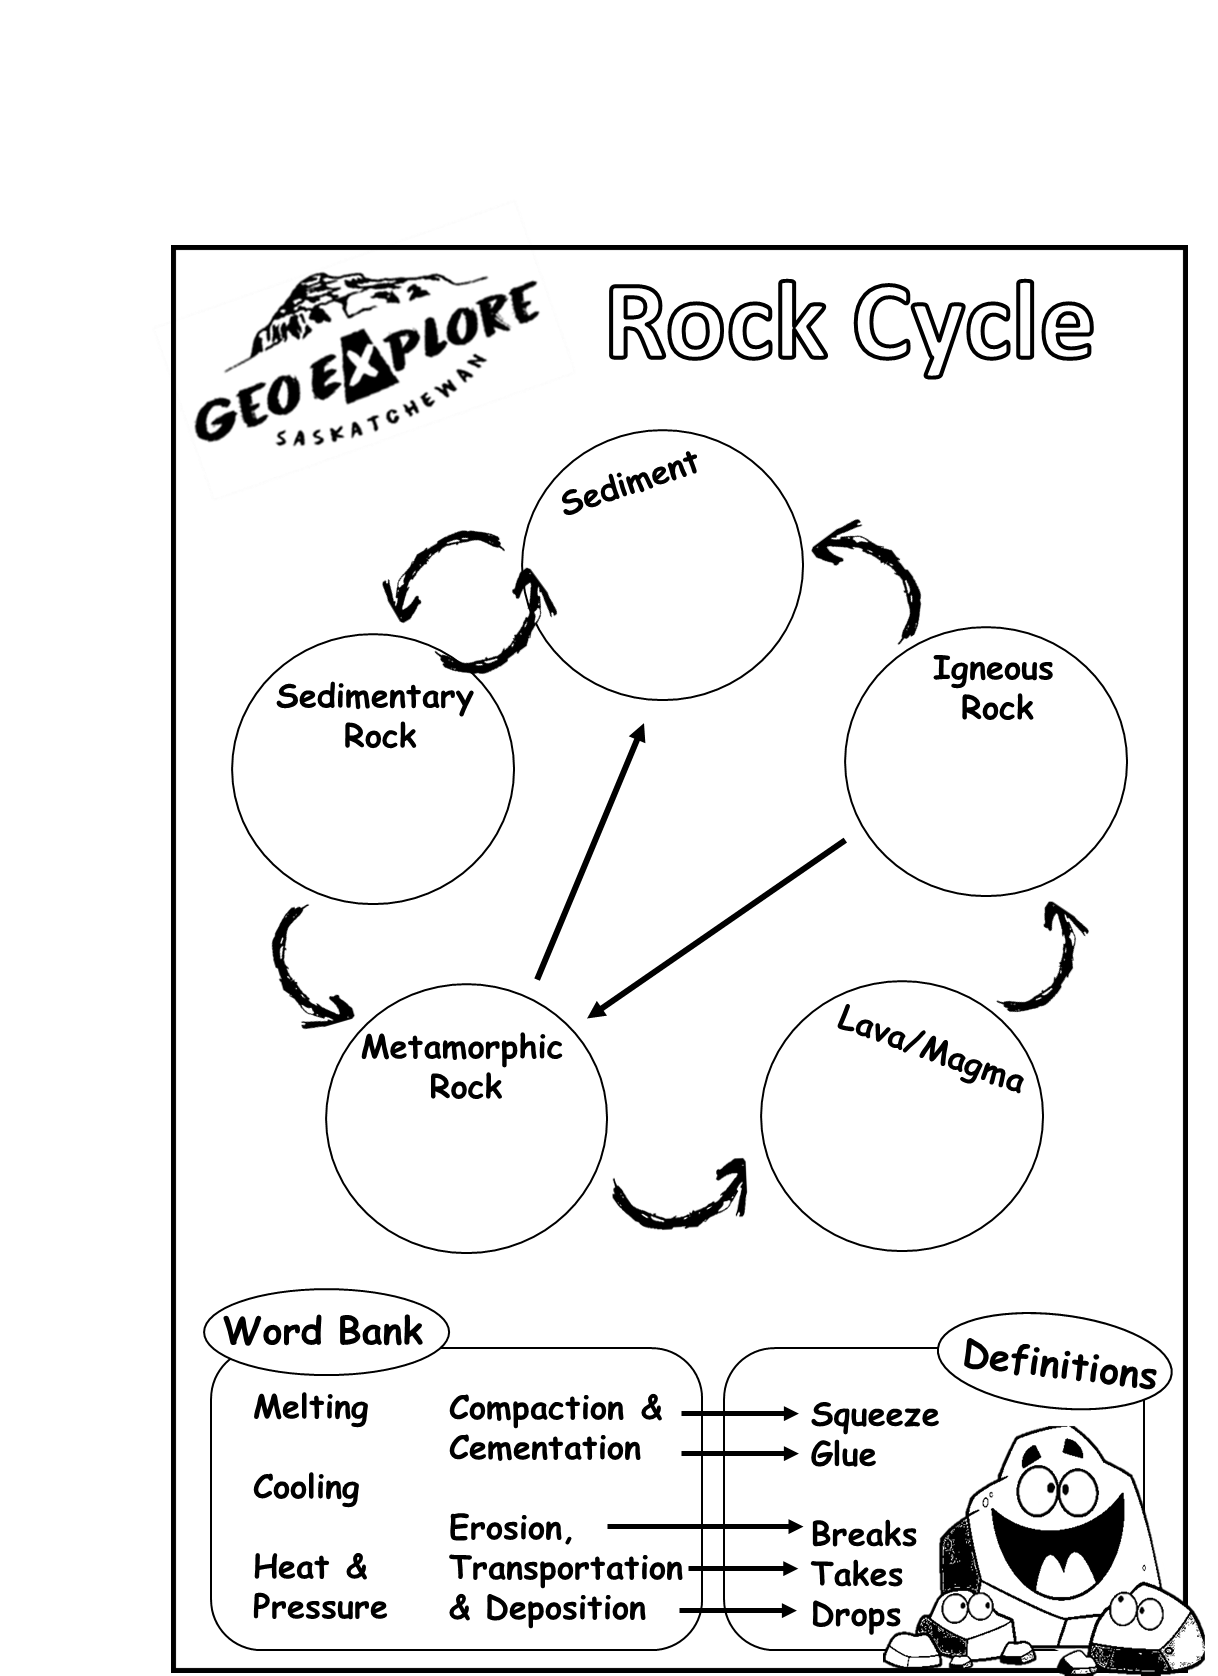 GEO EXPLORE
SASKATCHEWAN
Rock Cycle
Sediment
Sedimentary
Rock
Igneous
Rock
Metamorphic
Rock
Lava/Magma
Word Bank
Melting
Cooling
Heat &
Pressure
Compaction &
Cementation
Erosion,
Transportation
& Deposition
Definitions
Squeeze
Glue
Breaks
Takes
Drops